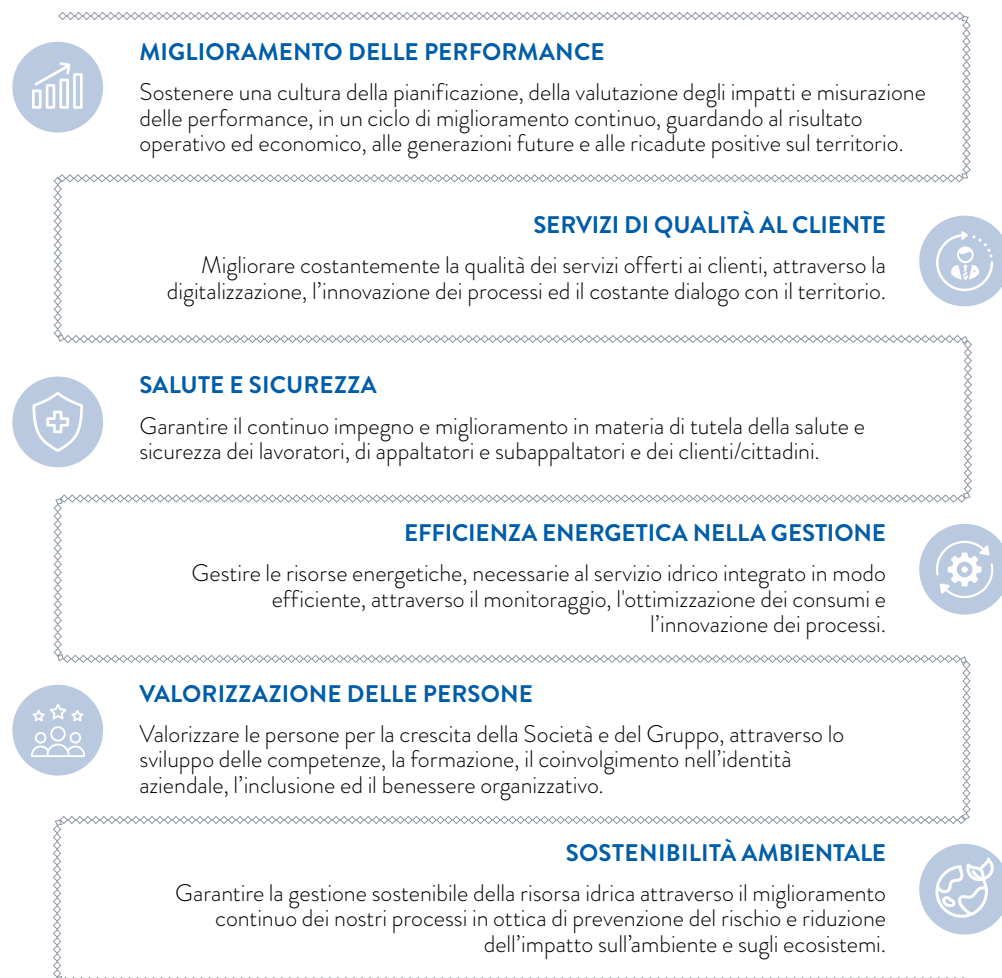 MIGLIORAMENTO DELLE PERFORMANCE
Sostenere una cultura della pianificazione, della valutazione degli impatti e misurazione
delle performance, in un ciclo di miglioramento continuo, guardando al risultato
operativo ed economico, alle generazioni future e alle ricadute positive sul territorio.
SERVIZI DI QUALITÀ AL CLIENTE
Migliorare costantemente la qualità dei servizi offerti ai clienti, attraverso la
digitalizzazione, l’innovazione dei processi ed il costante dialogo con il territorio.
SALUTE E SICUREZZA
Garantire il continuo impegno e miglioramento in materia di tutela della salute e
sicurezza dei lavoratori, di appaltatori e subappaltatori e dei clienti/cittadini.
EFFICIENZA ENERGETICA NELLA GESTIONE
Gestire le risorse energetiche, necessarie al servizio idrico integrato in modo
efficiente, attraverso il monitoraggio, l'ottimizzazione dei consumi e
l’innovazione dei processi.
VALORIZZAZIONE DELLE PERSONE
Valorizzare le persone per la crescita della Società e del Gruppo, attraverso lo
sviluppo delle competenze, la formazione, il coinvolgimento nell’identità
aziendale, l’inclusione ed il benessere organizzativo.
SOSTENIBILITÀ AMBIENTALE
Garantire la gestione sostenibile della risorsa idrica attraverso il miglioramento
continuo dei nostri processi in ottica di prevenzione del rischio e riduzione
dell’impatto sull’ambiente e sugli ecosistemi.